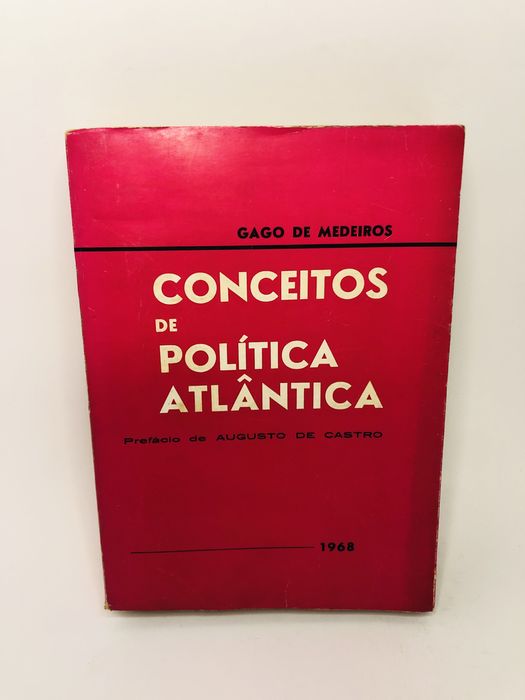 GAGO DE MEDEIROS
CONCEITOS
DE
POLÍTICA
ATLÂNTICA
Prefácio de AUGUSTO DE CASTRO
1968